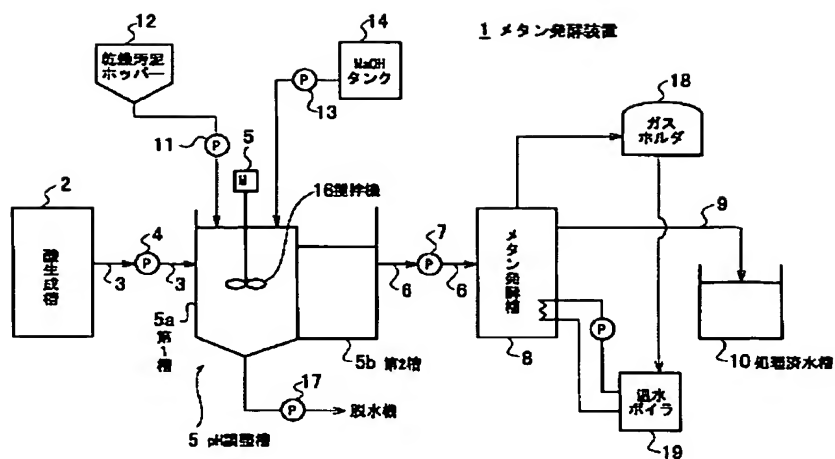 12
乾燥汚泥
ホッパー
14
NaOH
タンク
1 メタン発酵装置
P
13
18
ガス
ホルダ
11
P
5
M
16攪拌機
2
酸生成槽
4
P
3
3
7
P
6
6
メタン発酵槽
9
8
P
10 処理済水槽
5a
第1槽
5b 第2槽
17
P
脱水機
5 pH調整槽
温水
ボイラ
19